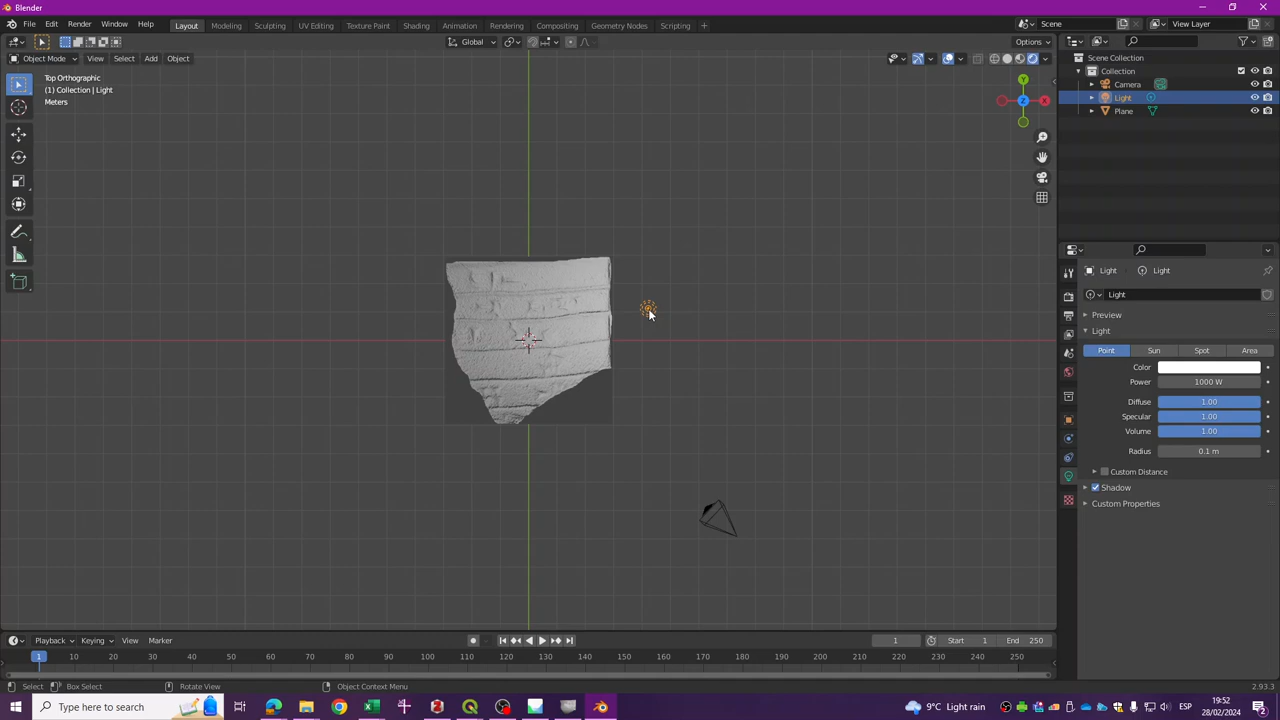 Blender
File Edit Render Window Help Layout Modeling Sculpting UV Editing Texture Paint Shading Animation Rendering Compositing Geometry Nodes Scripting + Scene View Layer
Global Options
Object Mode View Select Add Object
Top Orthographic
(1) Collection | Light
Meters
Y
Z X
Scene Collection
Collection
Camera
Light
Plane
Light Light
Light
Preview
Light
Point Sun Spot Area
Color
Power 1000 W
Diffuse 1.00
Specular 1.00
Volume 1.00
Radius 0.1 m
Custom Distance
Shadow
Custom Properties
Playback Keying View Marker 1 Start 1 End 250
1 10 20 30 40 50 60 70 80 90 100 110 120 130 140 150 160 170 180 190 200 210 220 230 240 250
Select Box Select Rotate View Object Context Menu 2.93.3
Type here to search 9°C Light rain ESP 19:52
28/02/2024